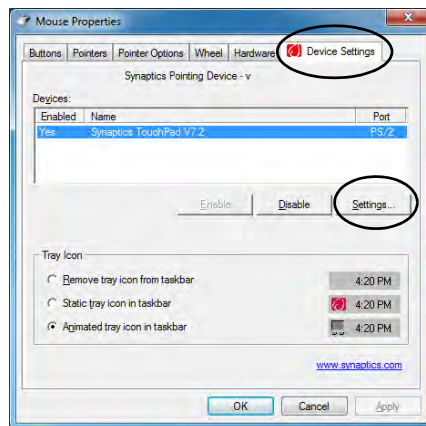 Mouse Properties
Buttons Pointers Pointer Options Wheel Hardware Device Settings
Synaptics Pointing Device - v
Devices:
Enabled Name Port
Yes Synaptics TouchPad V7.2 PS/2
Enable Disable Settings...
Tray Icon
Remove tray icon from taskbar 4:20 PM
Static tray icon in taskbar 4:20 PM
Animated tray icon in taskbar 4:20 PM
www.synaptics.com
OK Cancel Apply